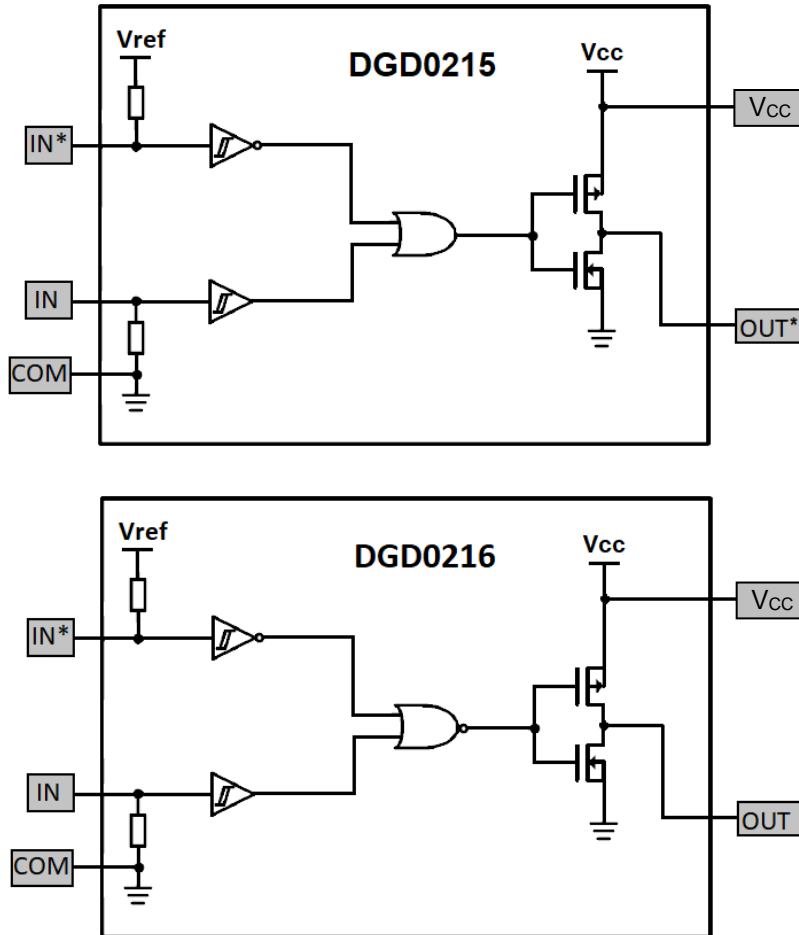 Vref
DGD0215
Vcc
VCC
IN*
IN
OUT*
COM
Vref
DGD0216
Vcc
VCC
IN*
IN
OUT
COM